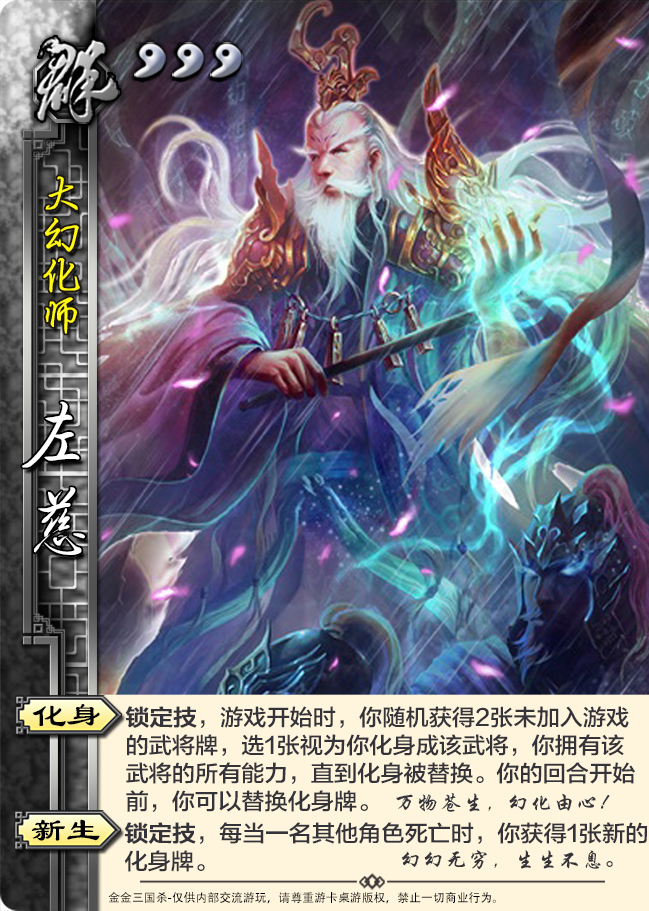 群 999
大幻化师
左慈
化身 锁定技，游戏开始时，你随机获得2张未加入游戏
的武将牌，选1张视为你化身成该武将，你拥有该
武将的所有能力，直到化身被替换。你的回合开始
前，你可以替换化身牌。 万物苍生，幻化由心！
新生 锁定技，每当一名其他角色死亡时，你获得1张新的
化身牌。 幻幻无穷，生生不息。
金金三国杀-仅供内部交流游玩，请尊重游卡桌游版权，禁止一切商业行为。